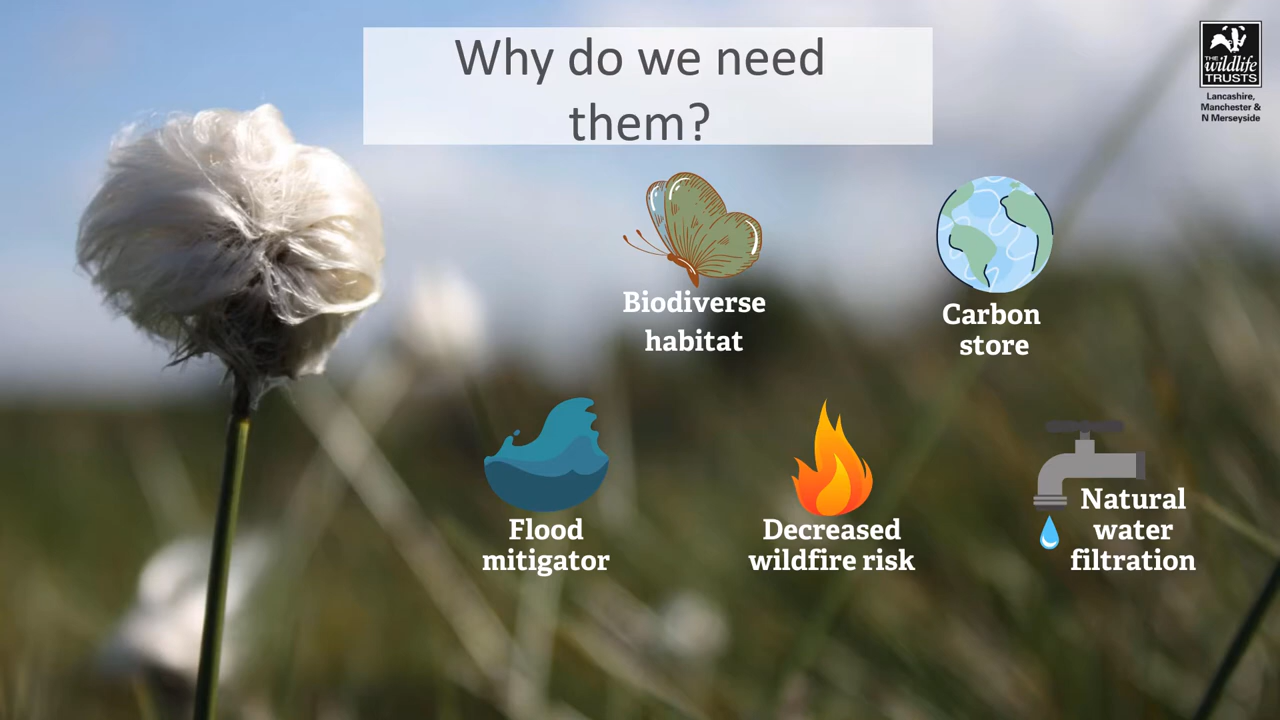 Why do we need
them?
THE
wildlife
TRUSTS
Lancashire,
Manchester &
N Merseyside
Biodiverse
habitat
Carbon
store
Flood
mitigator
Decreased
wildfire risk
Natural
water
filtration